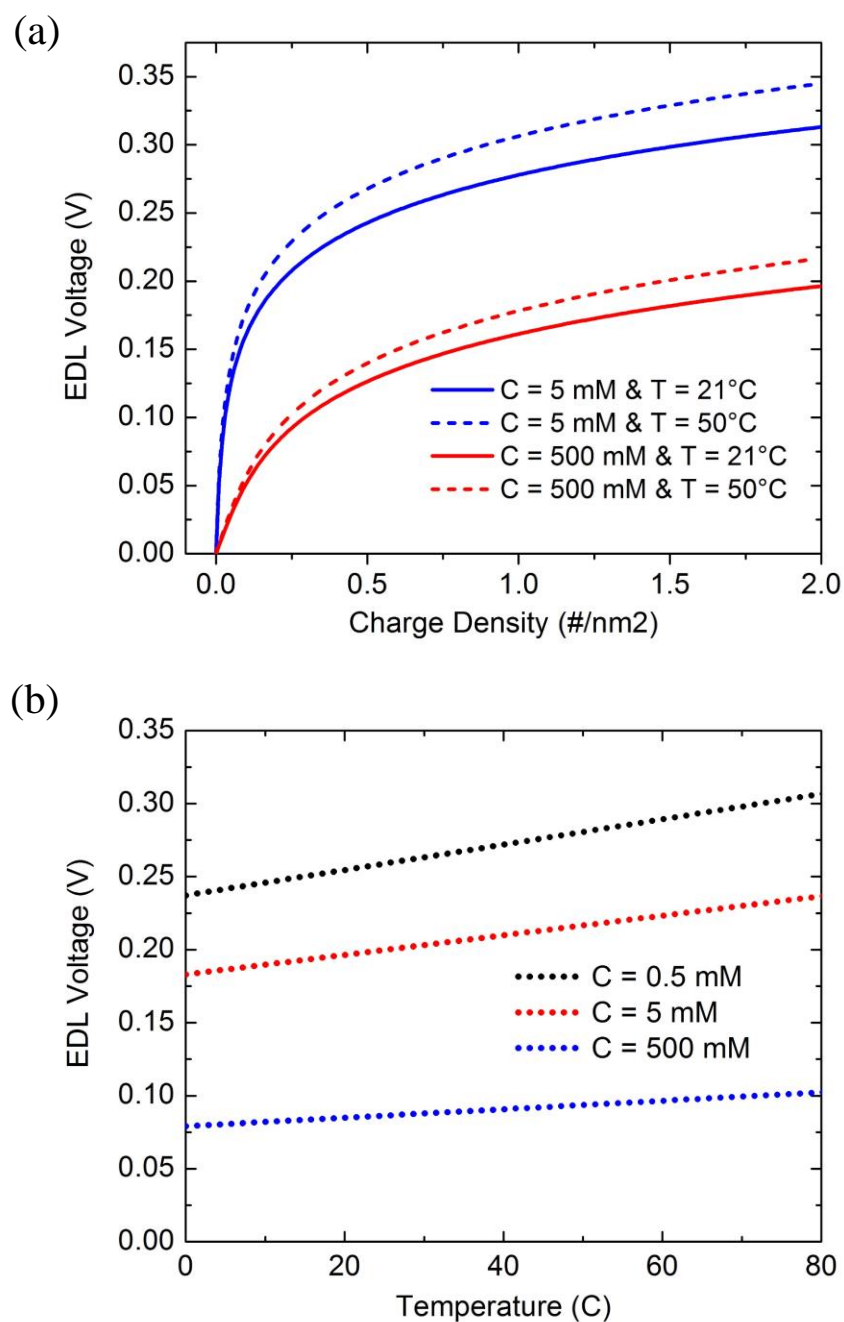 (a)
0.35
0.30
0.25
0.20
0.15
0.10
0.05
0.00
EDL Voltage (V)
C = 5 mM & T = 21°C
C = 5 mM & T = 50°C
C = 500 mM & T = 21°C
C = 500 mM & T = 50°C
0.0 0.5 1.0 1.5 2.0
Charge Density (#/nm2)
(b)
0.35
0.30
0.25
0.20
0.15
0.10
0.05
0.00
EDL Voltage (V)
C = 0.5 mM
C = 5 mM
C = 500 mM
0 20 40 60 80
Temperature (C)